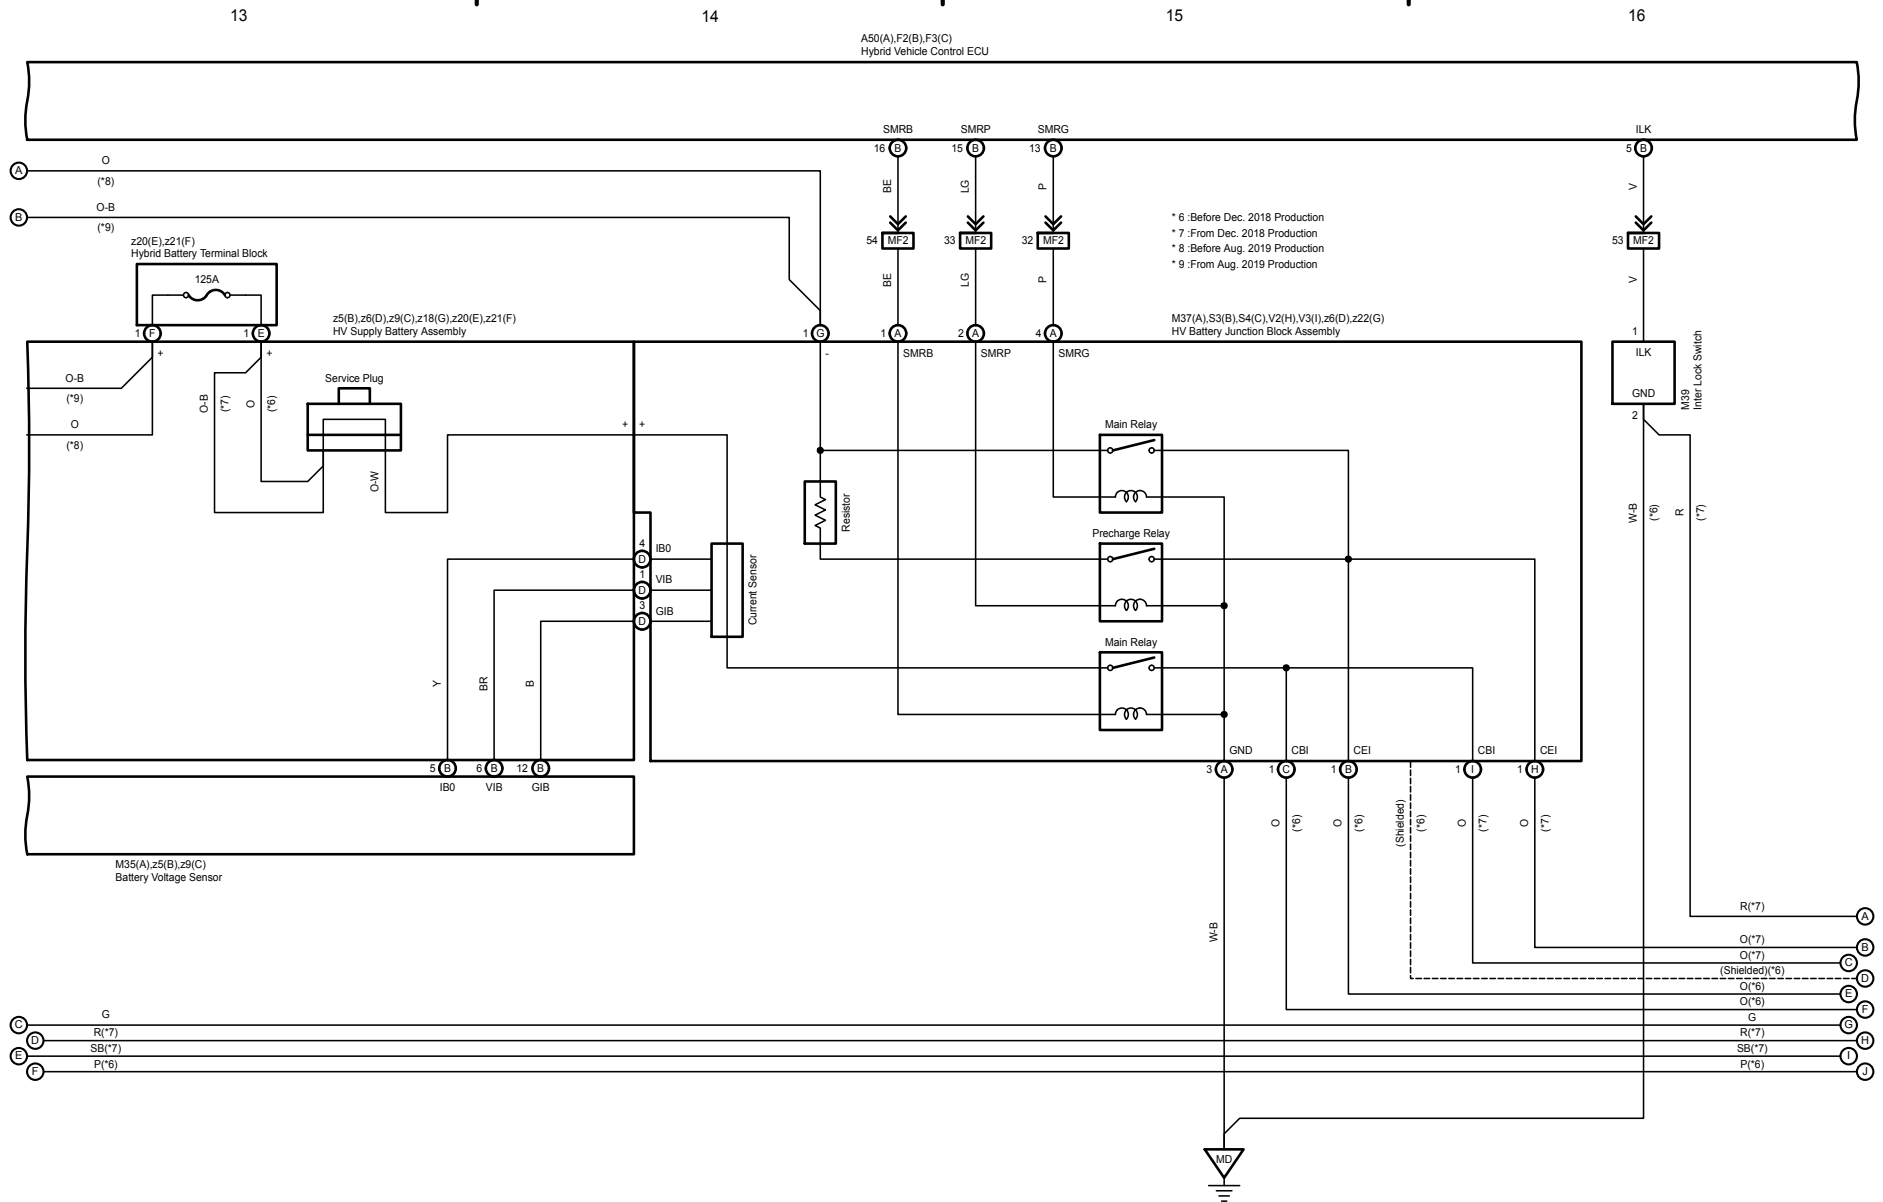 13 14 15 16
A50(A),F2(B),F3(C)
Hybrid Vehicle Control ECU
SMRB SMRP SMRG ILK
16 B 15 B 13 B 5 B
A O
(*8)
BE LG P V
B O-B
(*9)
* 6 :Before Dec. 2018 Production
* 7 :From Dec. 2018 Production
* 8 :Before Aug. 2019 Production
* 9 :From Aug. 2019 Production
54 MF2 33 MF2 32 MF2 53 MF2
z20(E),z21(F)
Hybrid Battery Terminal Block
125A
BE LG P V
1 F 1 E
+ +
z5(B),z6(D),z9(C),z18(G),z20(E),z21(F)
HV Supply Battery Assembly
1 G 1 A 2 A 4 A
- SMRB SMRP SMRG
M37(A),S3(B),S4(C),V2(H),V3(I),z6(D),z22(G)
HV Battery Junction Block Assembly
1
ILK
GND
2
M39
Inter Lock Switch
O-B
(*9)
O
(*8)
O-B
(*7)
O
(*6)
Service Plug
O-W
+ +
Main Relay
Resistor
Precharge Relay
Main Relay
4 D IB0
1 D VIB
3 D GIB
Current Sensor
W-B
(*6)
R
(*7)
Y BR B
5 B 6 B 12 B
IB0 VIB GIB
M35(A),z5(B),z9(C)
Battery Voltage Sensor
GND CBI CEI CBI CEI
3 A 1 C 1 B 1 I 1 H
O
(*6)
O
(*6)
(Shielded)
(*6)
O
(*7)
O
(*7)
W-B
R(*7) A
O(*7) B
O(*7) C
(Shielded)(*6) D
O(*6) E
O(*6) F
C G G G
D R(*7) R(*7) H
E SB(*7) SB(*7) I
F P(*6) P(*6) J
MD